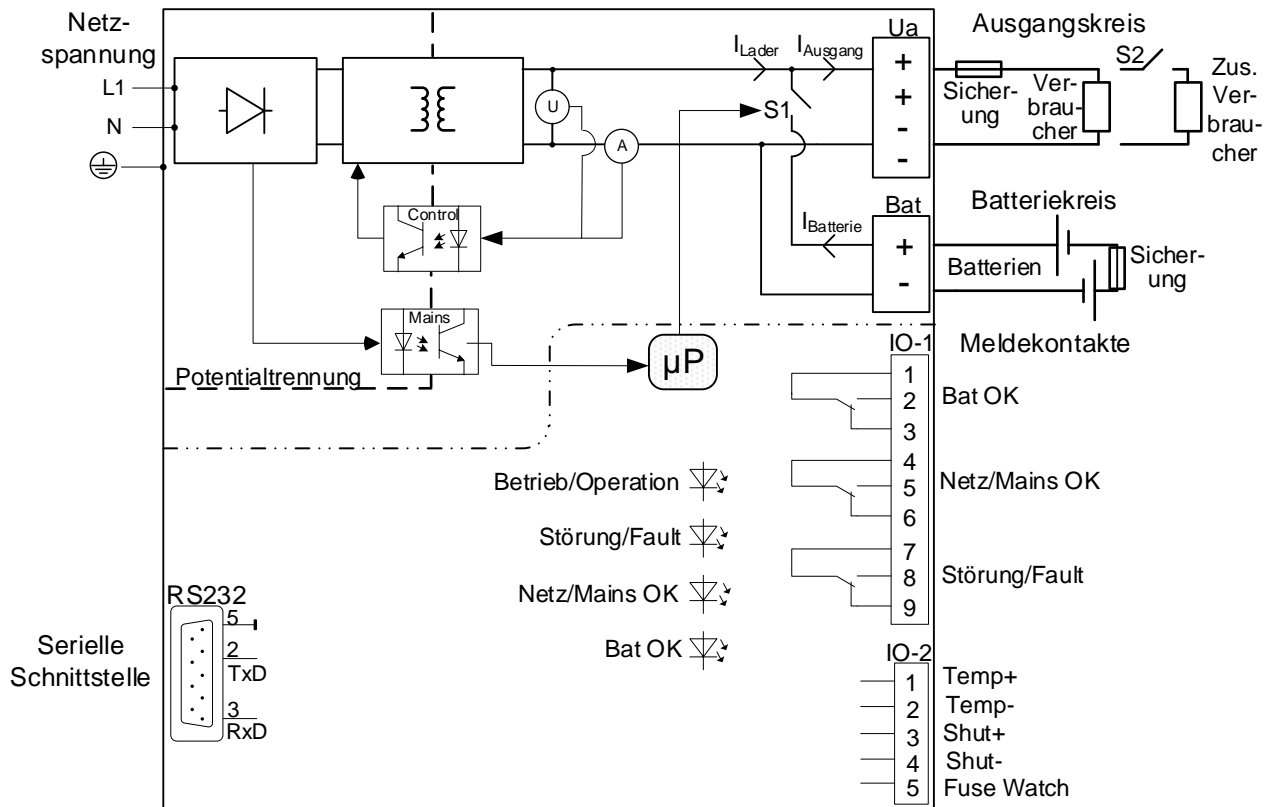 Netz-
spannung
L1
N
U
A
I Lader
I Ausgang
S1
Ua
+
+
-
-
Ausgangskreis
Sicher-
ung
Ver-
brau-
cher
S2
Zus.
Ver-
brau-
cher
Control
Mains
Potentialtrennung
µP
I Batterie
Bat
+
-
Batteriekreis
Batterien
Sicher-
ung
IO-1
Meldekontakte
1
2
3
Bat OK
4
5
6
Netz/Mains OK
7
8
9
Störung/Fault
Betrieb/Operation
Störung/Fault
Netz/Mains OK
Bat OK
Serielle
Schnittstelle
RS232
5
2
TxD
3
RxD
IO-2
1 Temp+
2 Temp-
3 Shut+
4 Shut-
5 Fuse Watch